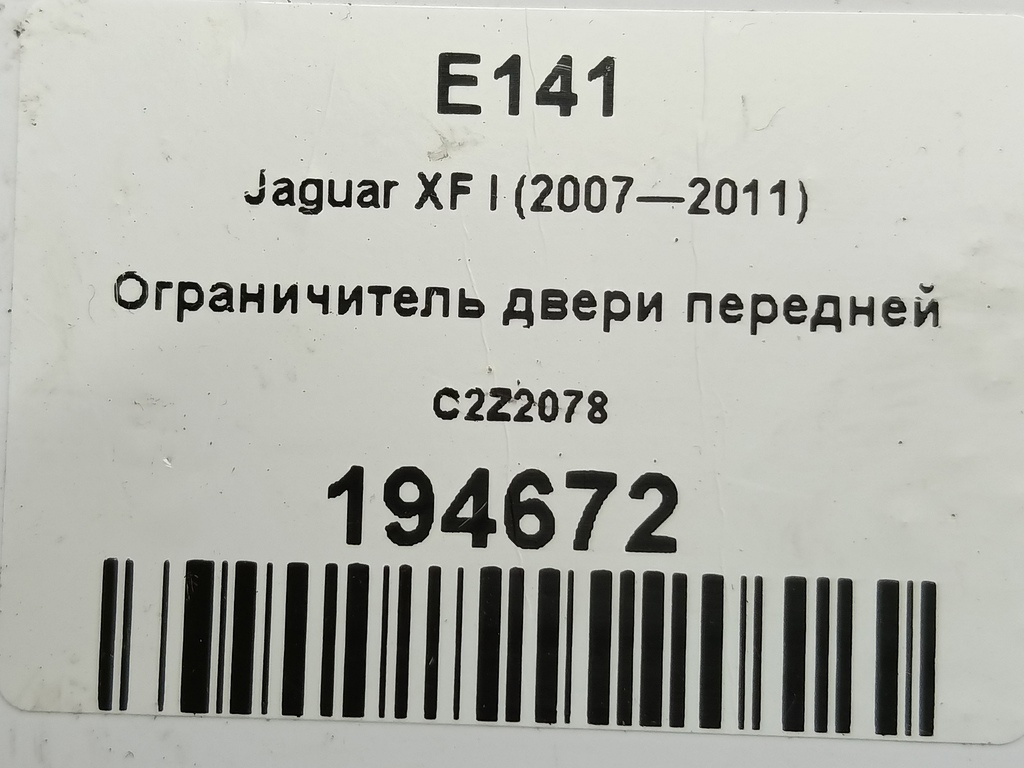 E141
Jaguar XF I (2007—2011)
Ограничитель двери передней
C2Z2078
194672